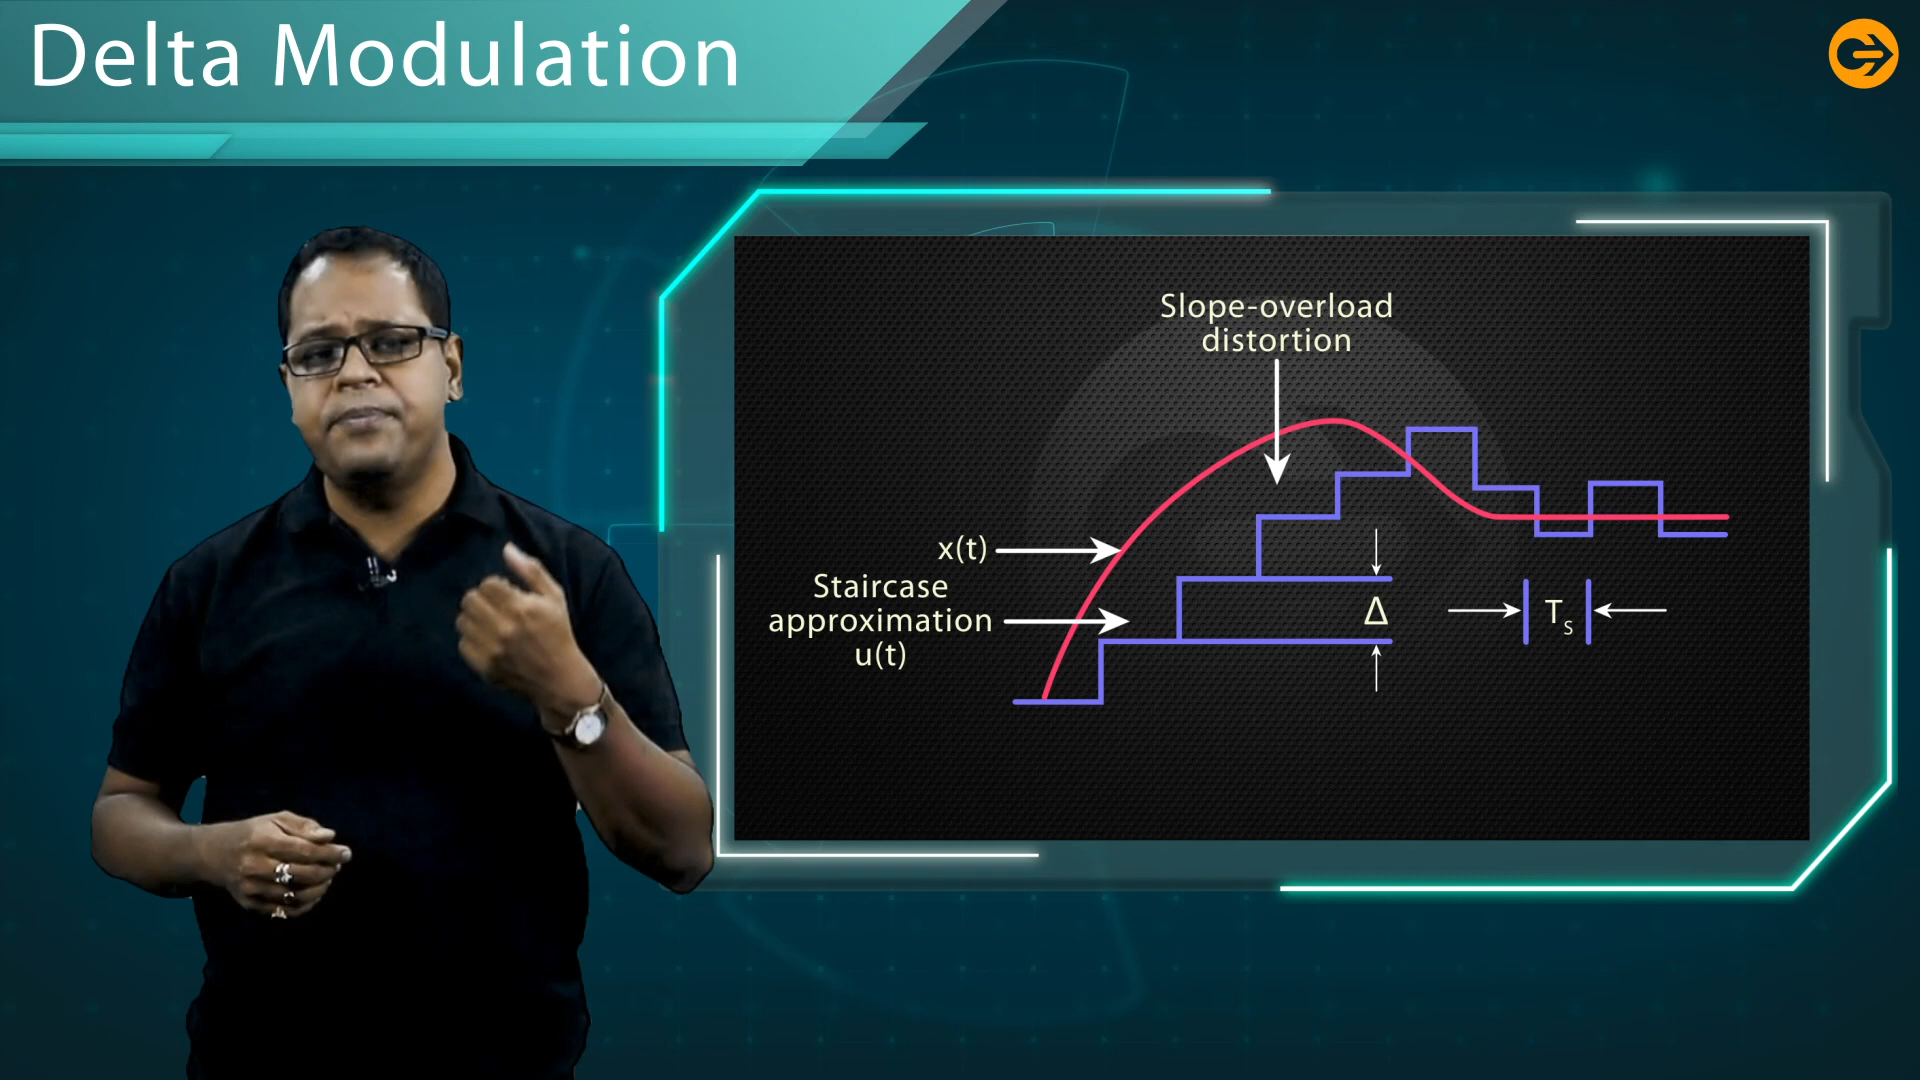 Delta Modulation
Slope-overload
distortion
x(t)
Staircase
approximation
u(t)
Δ
Ts